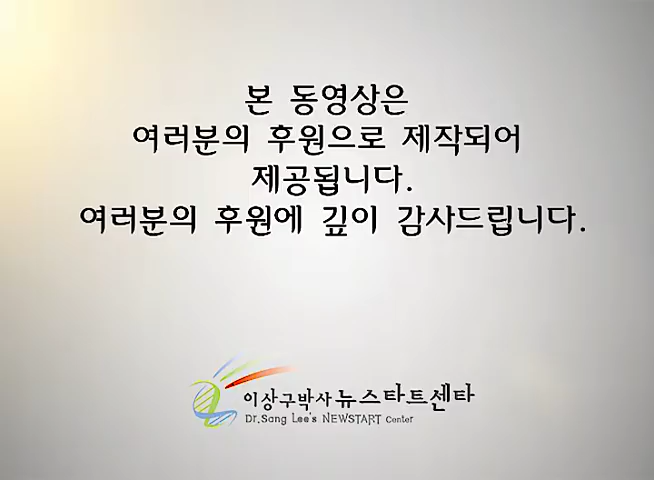 본 동영상은
여러분의 후원으로 제작되어
제공됩니다.
여러분의 후원에 깊이 감사드립니다.
이상구박사 뉴스타트센타
Dr.Sang Lee's NEWSTART Center